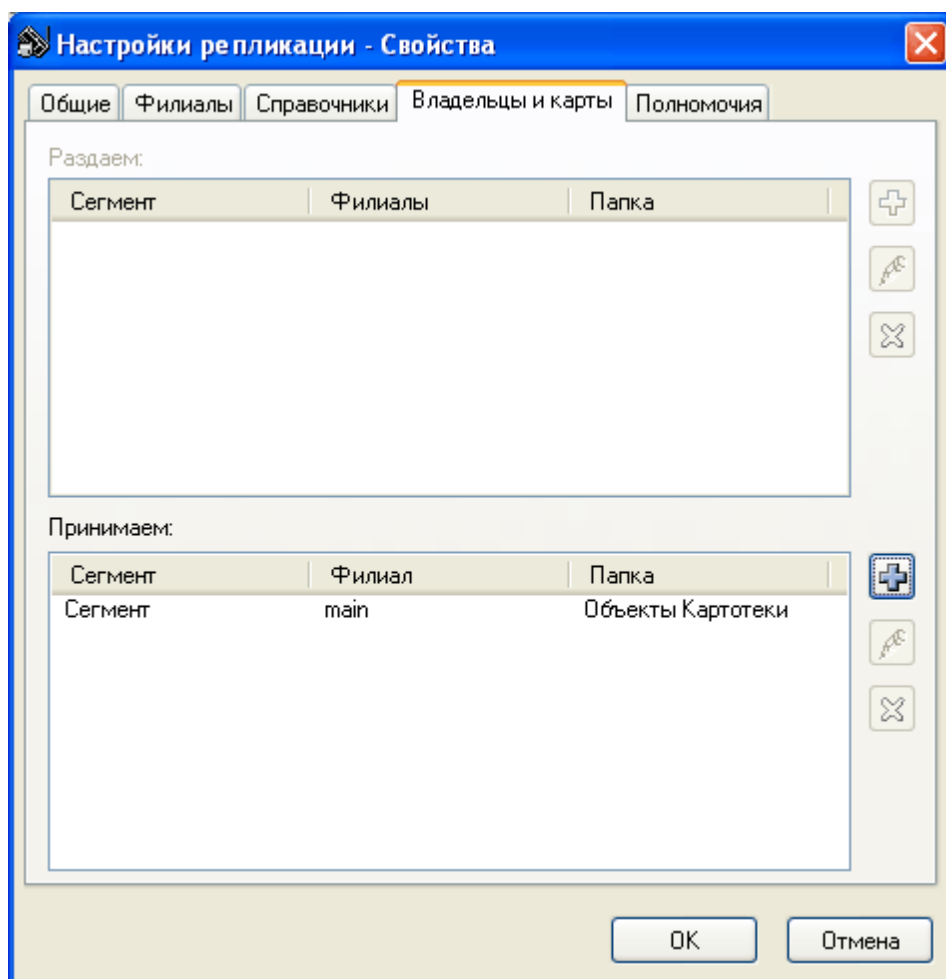 Настройки репликации - Свойства
Общие Филиалы Справочники Владельцы и карты Полномочия
Раздаем:
Сегмент Филиалы Папка
Принимаем:
Сегмент Филиал Папка
Сегмент main Объекты Картотеки
OK Отмена